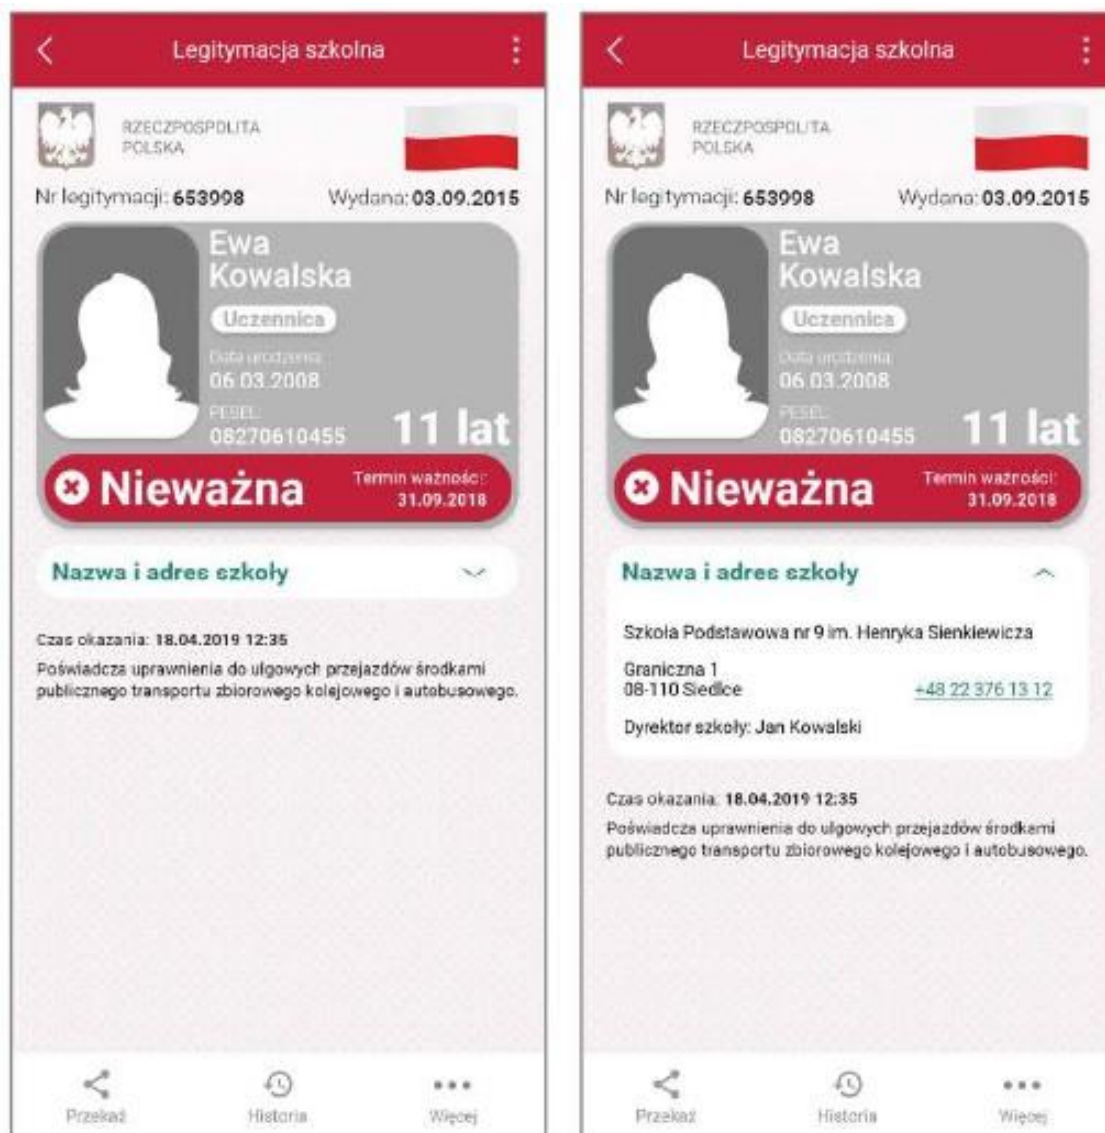 Legitymacja szkolna
RZECZPOSPOLITA
POLSKA
Nr legitymacji: 653998 Wydana: 03.09.2015
Ewa
Kowalska
Uczennica
Data urodzenia:
06.03.2008
PESEL:
08270610455
11 lat
Nieważna
Termin ważności:
31.09.2018
Nazwa i adres szkoły
Czas okazania: 18.04.2019 12:35
Poświadcza uprawnienia do ulgowych przejazdów środkami
publicznego transportu zbiorowego kolejowego i autobusowego.
Przekaż Historia Więcej
Legitymacja szkolna
RZECZPOSPOLITA
POLSKA
Nr legitymacji: 653998 Wydana: 03.09.2015
Ewa
Kowalska
Uczennica
Data urodzenia:
06.03.2008
PESEL:
08270610455
11 lat
Nieważna
Termin ważności:
31.09.2018
Nazwa i adres szkoły
Szkoła Podstawowa nr 9 im. Henryka Sienkiewicza
Graniczna 1
08-110 Siedlce +48 22 376 13 12
Dyrektor szkoły: Jan Kowalski
Czas okazania: 18.04.2019 12:35
Poświadcza uprawnienia do ulgowych przejazdów środkami
publicznego transportu zbiorowego kolejowego i autobusowego.
Przekaż Historia Więcej